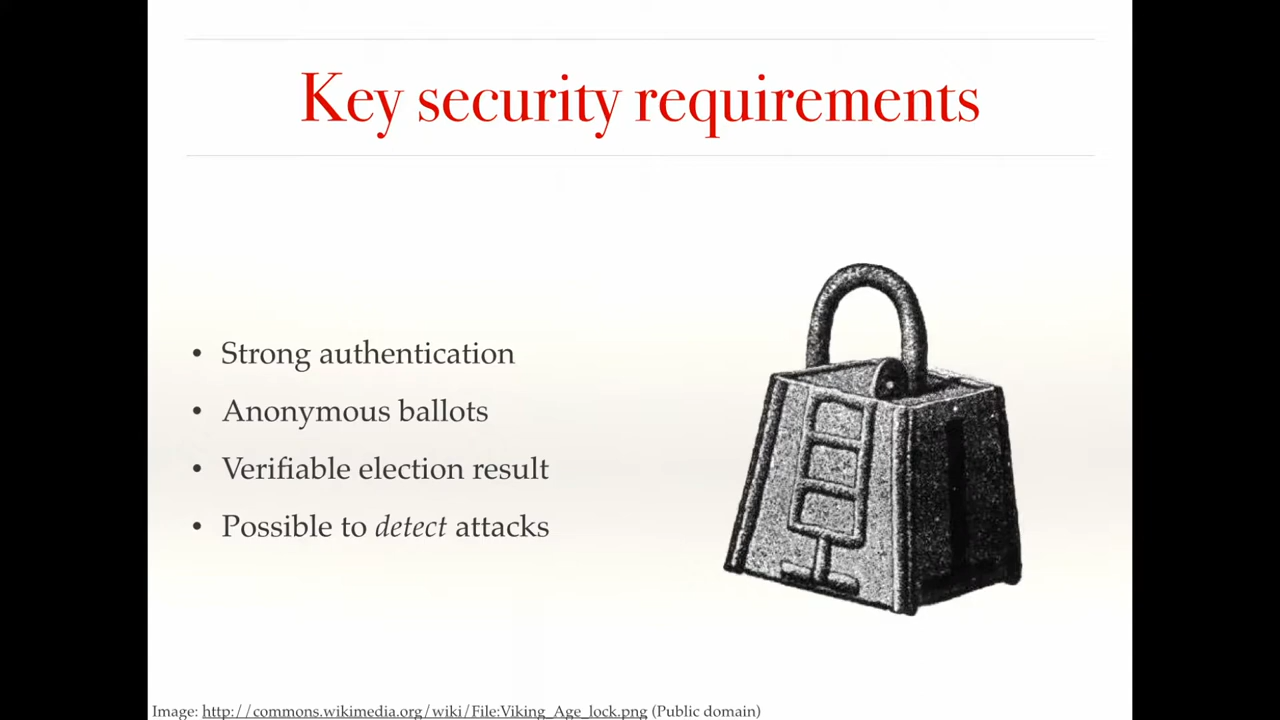 Key security requirements
• Strong authentication
• Anonymous ballots
• Verifiable election result
• Possible to detect attacks
Image: http://commons.wikimedia.org/wiki/File:Viking_Age_lock.png (Public domain)